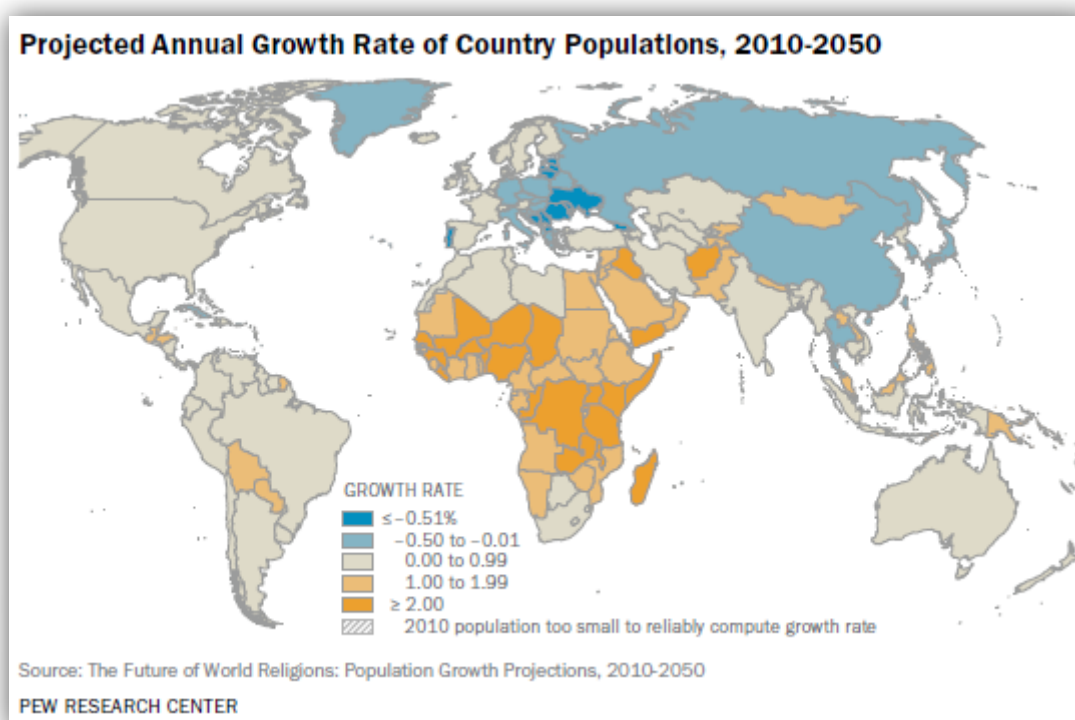 Projected Annual Growth Rate of Country Populations, 2010-2050
GROWTH RATE
≤ −0.51%
−0.50 to −0.01
0.00 to 0.99
1.00 to 1.99
≥ 2.00
2010 population too small to reliably compute growth rate
Source: The Future of World Religions: Population Growth Projections, 2010-2050
PEW RESEARCH CENTER